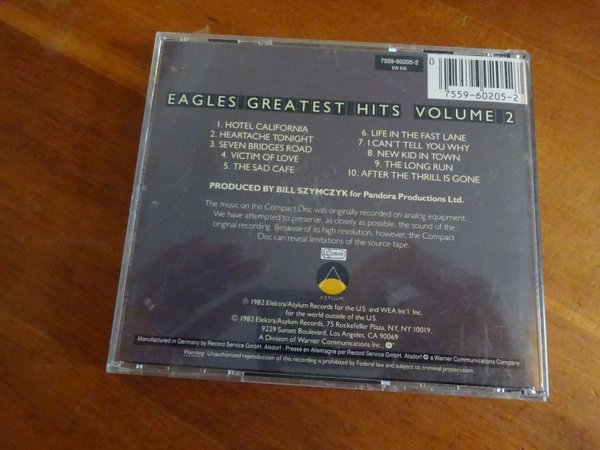 7559-60205-2
EW 838
0
7559-60205-2
EAGLES GREATEST HITS VOLUME 2
1. HOTEL CALIFORNIA
2. HEARTACHE TONIGHT
3. SEVEN BRIDGES ROAD
4. VICTIM OF LOVE
5. THE SAD CAFE
6. LIFE IN THE FAST LANE
7. I CAN'T TELL YOU WHY
8. NEW KID IN TOWN
9. THE LONG RUN
10. AFTER THE THRILL IS GONE
PRODUCED BY BILL SZYMCZYK for Pandora Productions Ltd.
The music on this Compact Disc was originally recorded on analog equipment.
We have attempted to preserve, as closely as possible, the sound of the
original recording. Because of its high resolution, however, the Compact
Disc can reveal limitations of the source tape.
LC
ASYLUM
℗ 1982 Elektra/Asylum Records for the U.S. and WEA Int'l. Inc.
for the world outside of the U.S.
© 1982 Elektra/Asylum Records, 75 Rockefeller Plaza, NY, NY 10019.
9229 Sunset Boulevard, Los Angeles, CA 90069
A Division of Warner Communications Inc.
Manufactured in Germany by Record Service GmbH, Alsdorf · Pressé en Allemagne par Record Service GmbH, Alsdorf a Warner Communications Company
Warning: Unauthorized reproduction of this recording is prohibited by Federal law and subject to criminal prosecution.